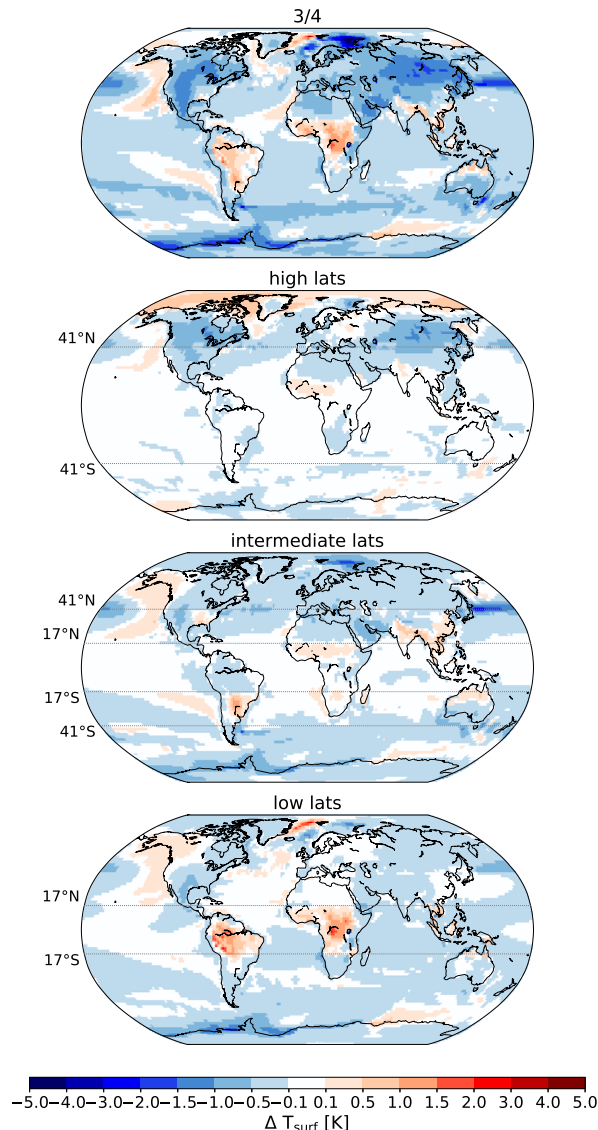 3/4
high lats
41°N
41°S
intermediate lats
41°N
17°N
17°S
41°S
low lats
17°N
17°S
−5.0 −4.0 −3.0 −2.0 −1.5 −1.0 −0.5 −0.1 0.1 0.5 1.0 1.5 2.0 3.0 4.0 5.0
Δ T_surf [K]